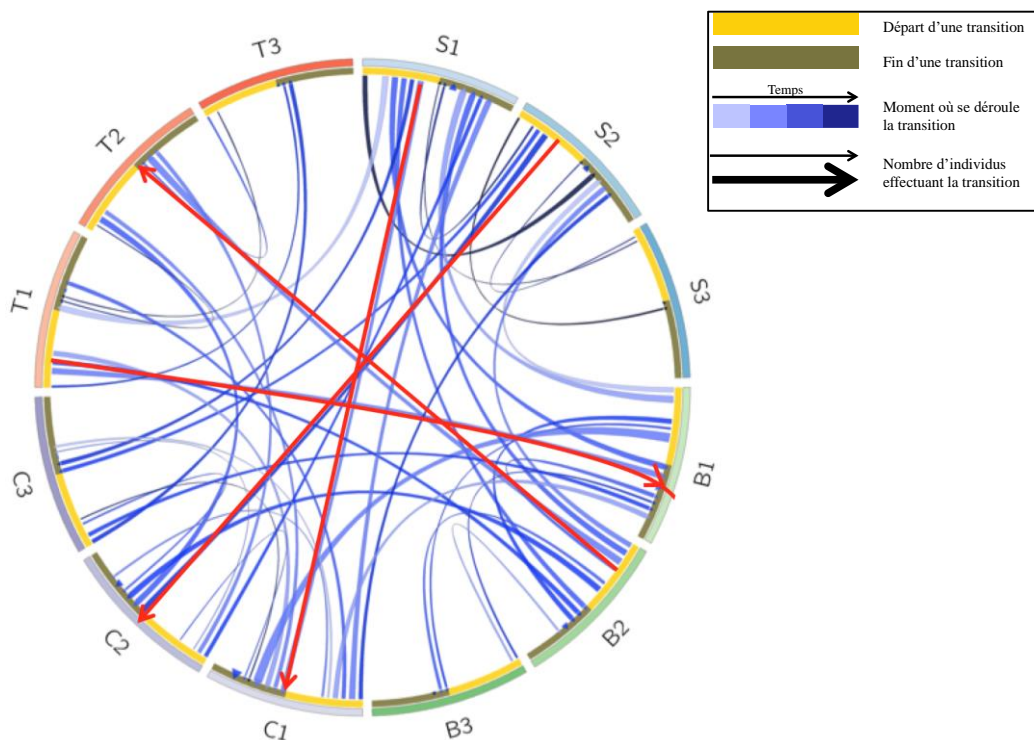 T3
S1
T2
S2
T1
S3
C3
B1
C2
B2
C1
B3
Départ d’une transition
Fin d’une transition
Temps
Moment où se déroule
la transition
Nombre d’individus
effectuant la transition